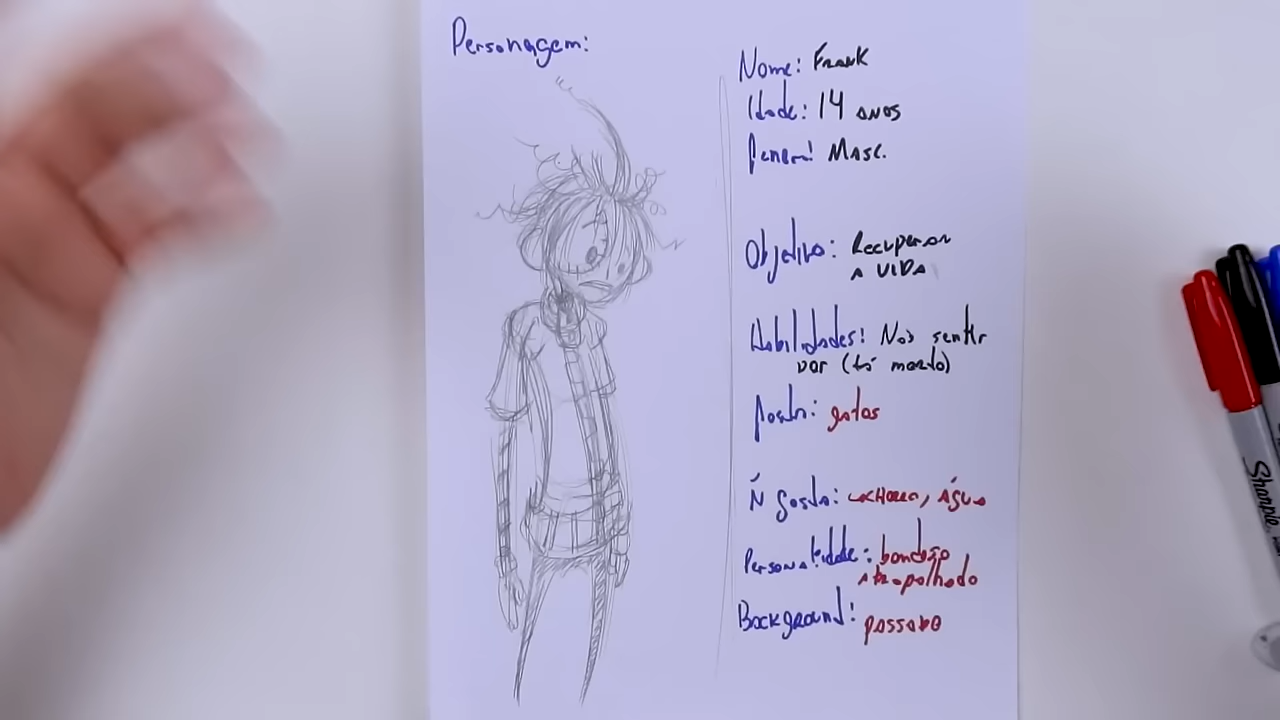 Personagem:
Nome: Frank
Idade: 14 anos
Genero: Masc.
Objetivo: Recuperar
a vida
Habilidades: Não sentir
dor (tá morto)
Gosta: gatos
Ñ gosta: cachorro, água
Personalidade: bondoso
atrapalhado
Background: passado
Sharpie